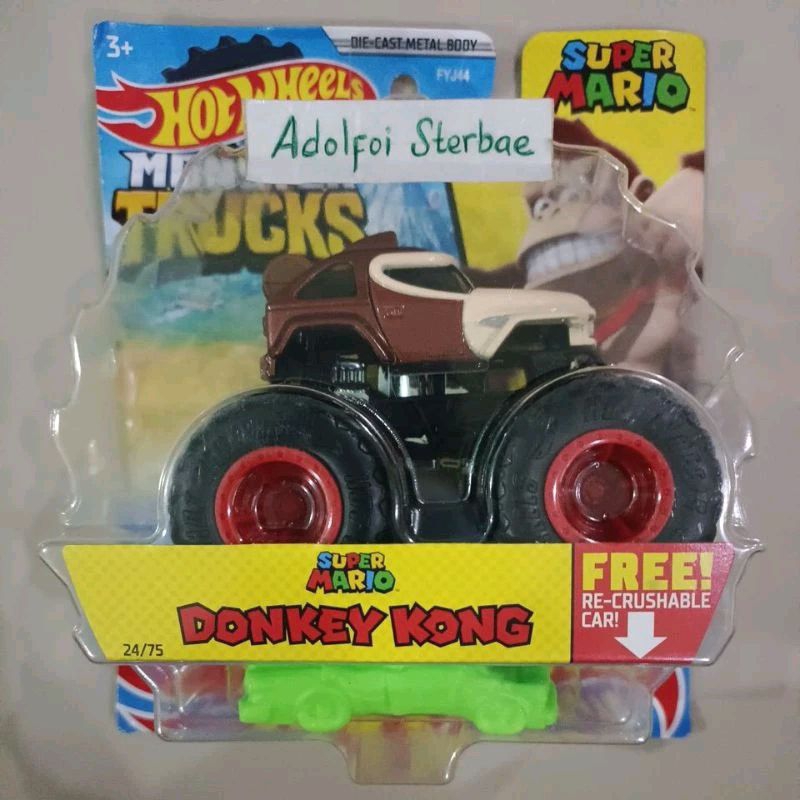 3+
DIE-CAST METAL BODY
FYJ44
HOT WHEELS
SUPER
MARIO
Adolfoi Sterbae
TRUCKS
SUPER
MARIO
DONKEY KONG
24/75
FREE!
RE-CRUSHABLE
CAR!